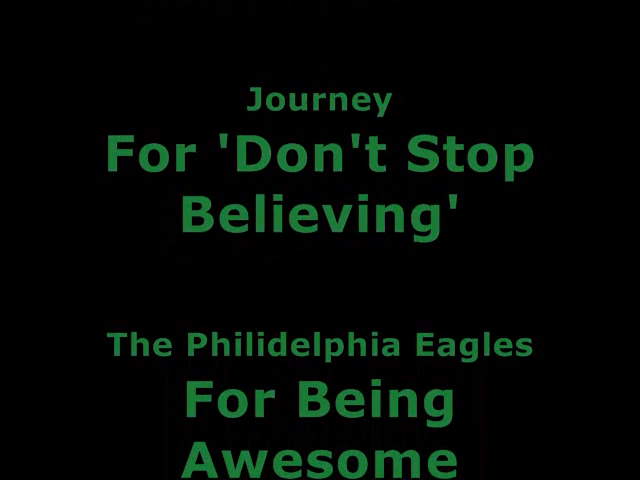 Journey
For 'Don't Stop
Believing'
The Philidelphia Eagles
For Being
Awesome